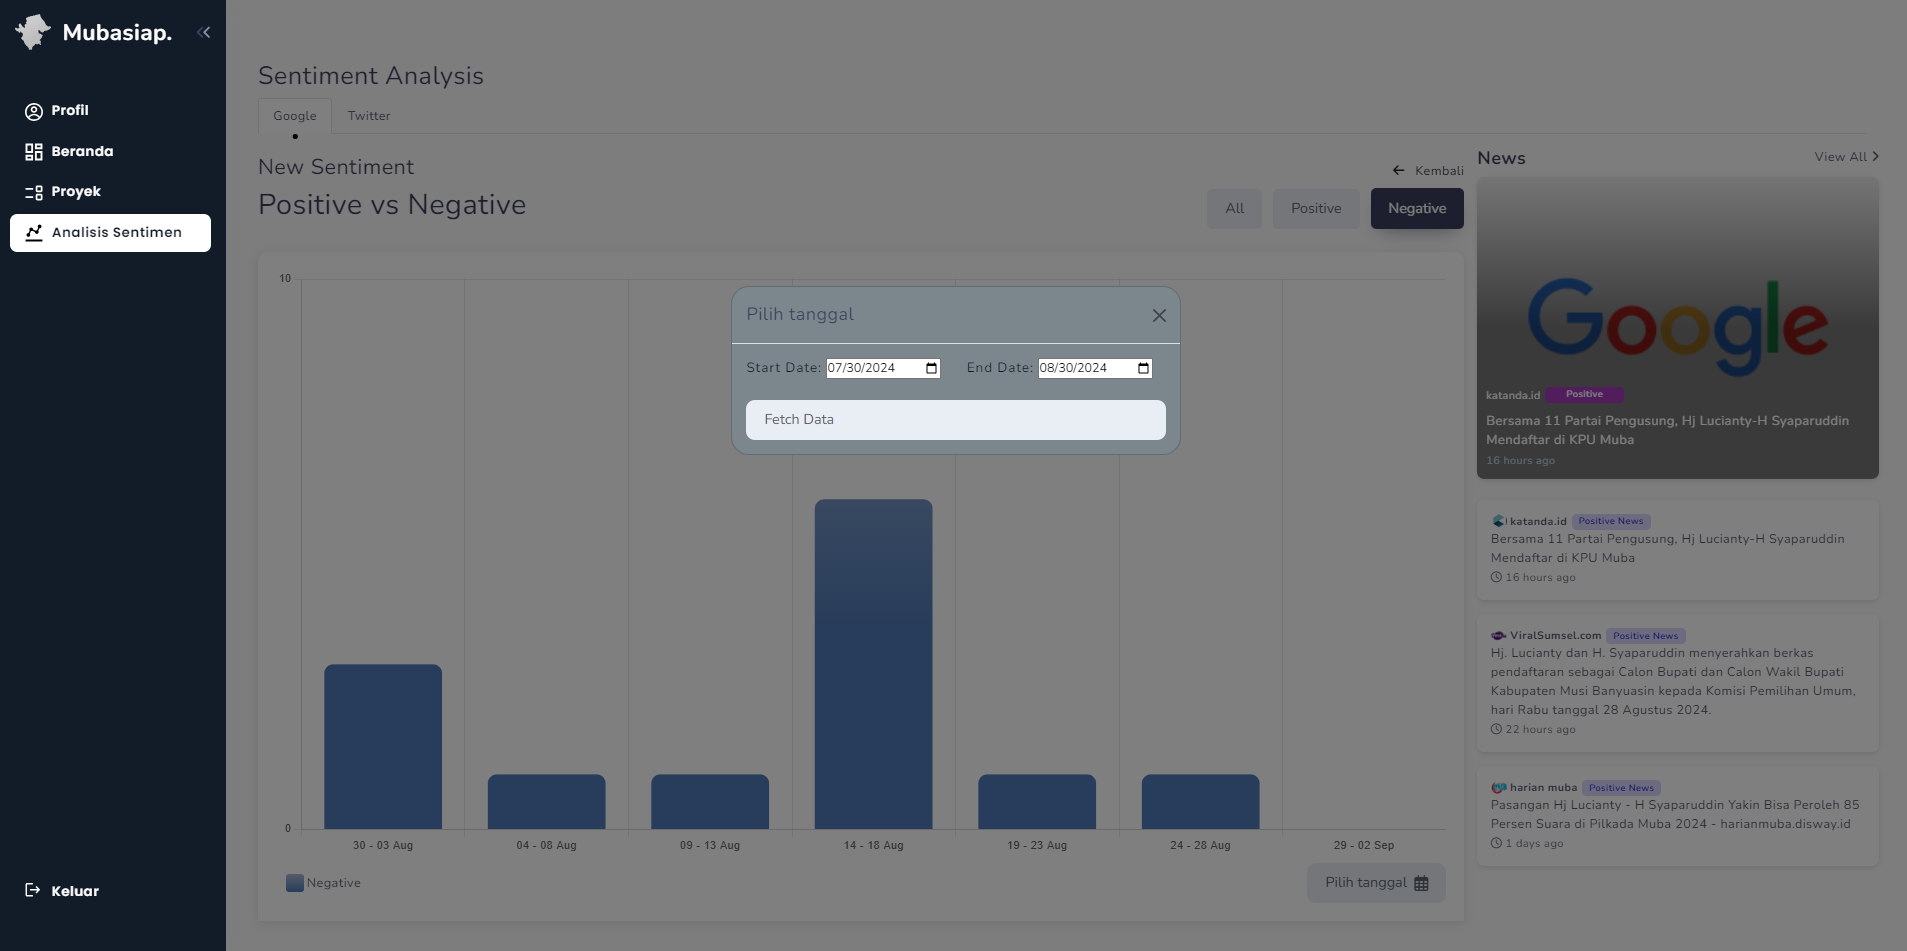 Mubasiap.
Profil
Beranda
Proyek
Analisis Sentimen
Keluar
Sentiment Analysis
Google Twitter
New Sentiment
Kembali
Positive vs Negative
All Positive Negative
10
0
30 - 03 Aug 04 - 08 Aug 09 - 13 Aug 14 - 18 Aug 19 - 23 Aug 24 - 28 Aug 29 - 02 Sep
Negative
Pilih tanggal
Pilih tanggal
Start Date: 07/30/2024 End Date: 08/30/2024
Fetch Data
News View All
Google
katanda.id Positive
Bersama 11 Partai Pengusung, Hj Lucianty-H Syaparuddin
Mendaftar di KPU Muba
16 hours ago
katanda.id Positive News
Bersama 11 Partai Pengusung, Hj Lucianty-H Syaparuddin
Mendaftar di KPU Muba
16 hours ago
ViralSumsel.com Positive News
Hj. Lucianty dan H. Syaparuddin menyerahkan berkas
pendaftaran sebagai Calon Bupati dan Calon Wakil Bupati
Kabupaten Musi Banyuasin kepada Komisi Pemilihan Umum,
hari Rabu tanggal 28 Agustus 2024.
22 hours ago
harian muba Positive News
Pasangan Hj Lucianty - H Syaparuddin Yakin Bisa Peroleh 85
Persen Suara di Pilkada Muba 2024 - harianmuba.disway.id
1 days ago